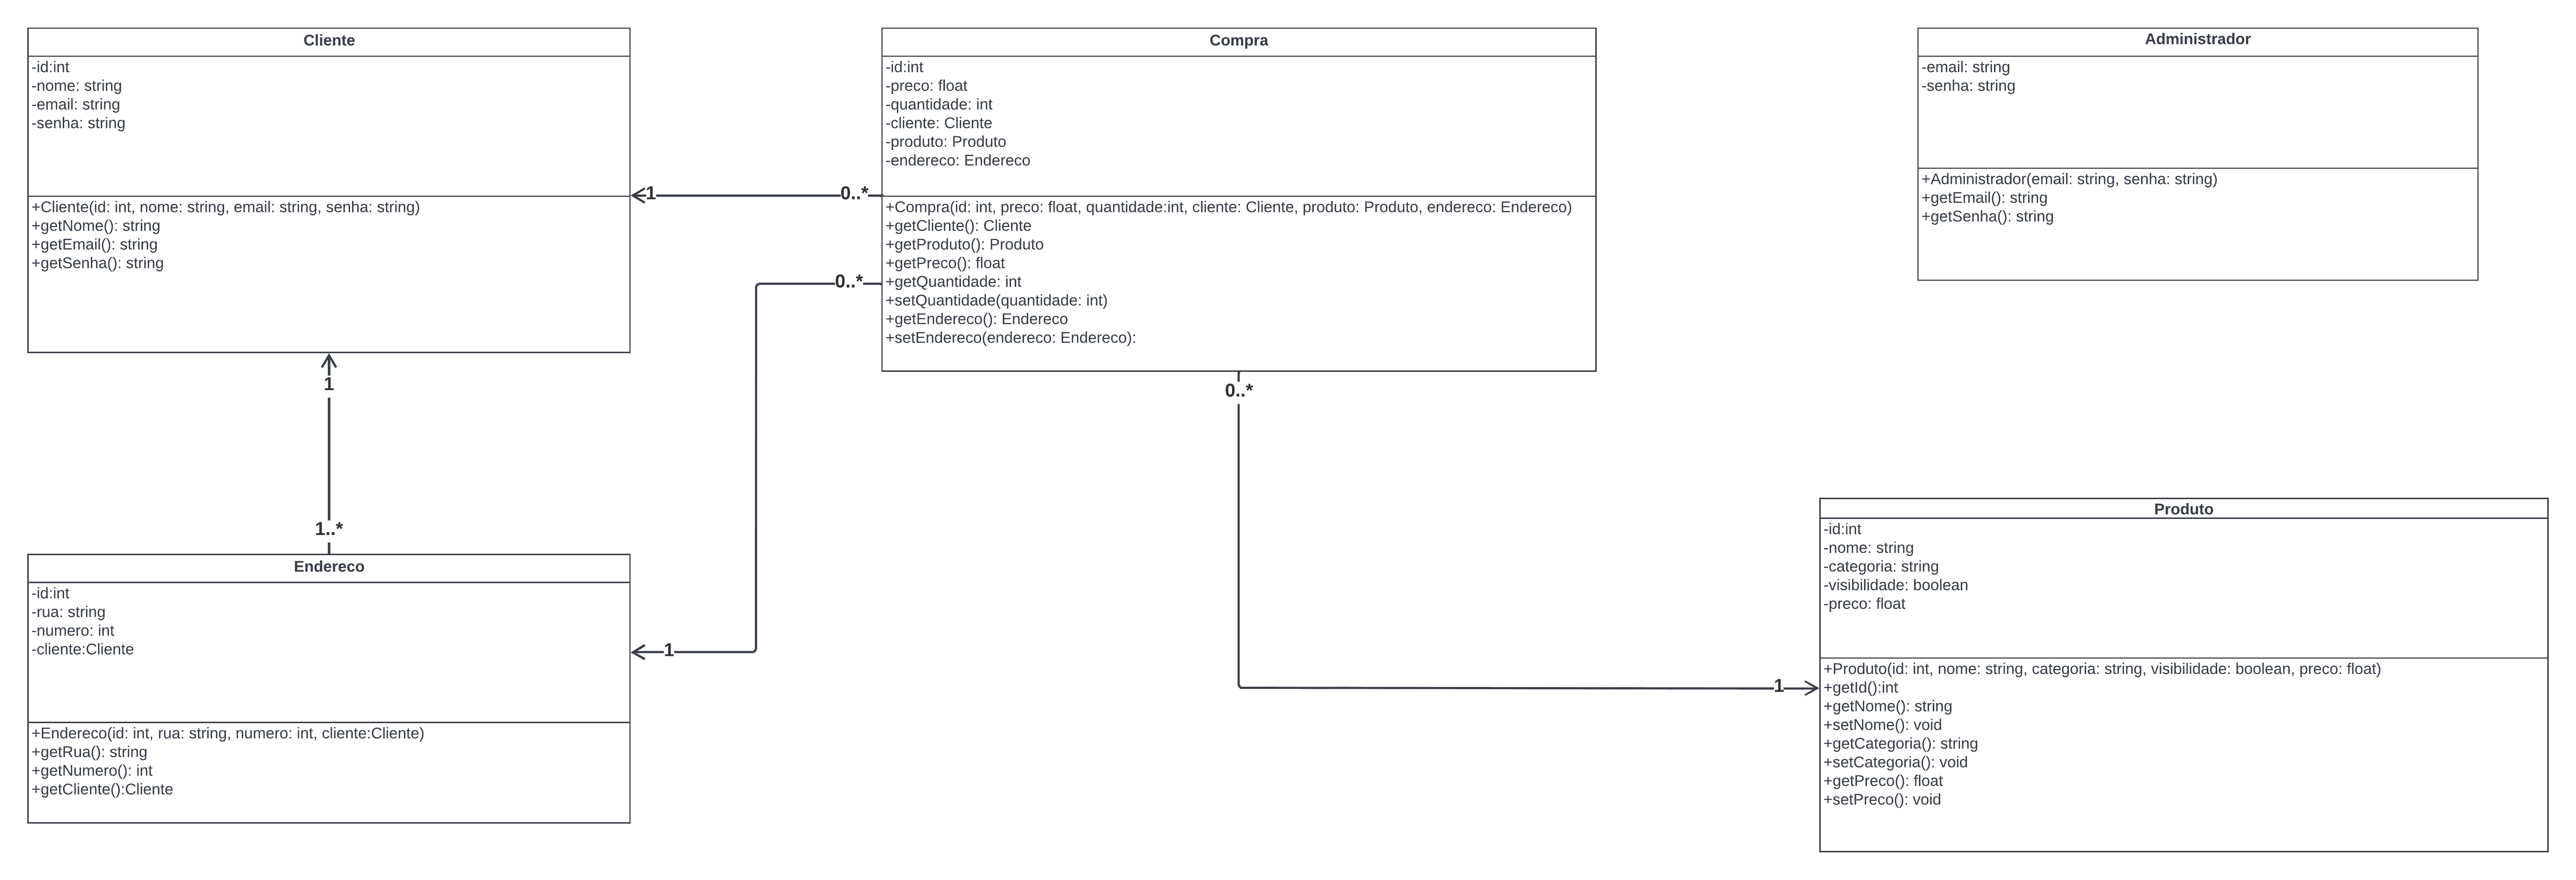 Cliente
-id:int
-nome: string
-email: string
-senha: string
+Cliente(id: int, nome: string, email: string, senha: string)
+getNome(): string
+getEmail(): string
+getSenha(): string
Compra
-id:int
-preco: float
-quantidade: int
-cliente: Cliente
-produto: Produto
-endereco: Endereco
+Compra(id: int, preco: float, quantidade:int, cliente: Cliente, produto: Produto, endereco: Endereco)
+getCliente(): Cliente
+getProduto(): Produto
+getPreco(): float
+getQuantidade: int
+setQuantidade(quantidade: int)
+getEndereco(): Endereco
+setEndereco(endereco: Endereco):
Administrador
-email: string
-senha: string
+Administrador(email: string, senha: string)
+getEmail(): string
+getSenha(): string
1
0..*
0..*
1
0..*
1..*
1
1
Endereco
-id:int
-rua: string
-numero: int
-cliente:Cliente
+Endereco(id: int, rua: string, numero: int, cliente:Cliente)
+getRua(): string
+getNumero(): int
+getCliente():Cliente
Produto
-id:int
-nome: string
-categoria: string
-visibilidade: boolean
-preco: float
+Produto(id: int, nome: string, categoria: string, visibilidade: boolean, preco: float)
+getId():int
+getNome(): string
+setNome(): void
+getCategoria(): string
+setCategoria(): void
+getPreco(): float
+setPreco(): void